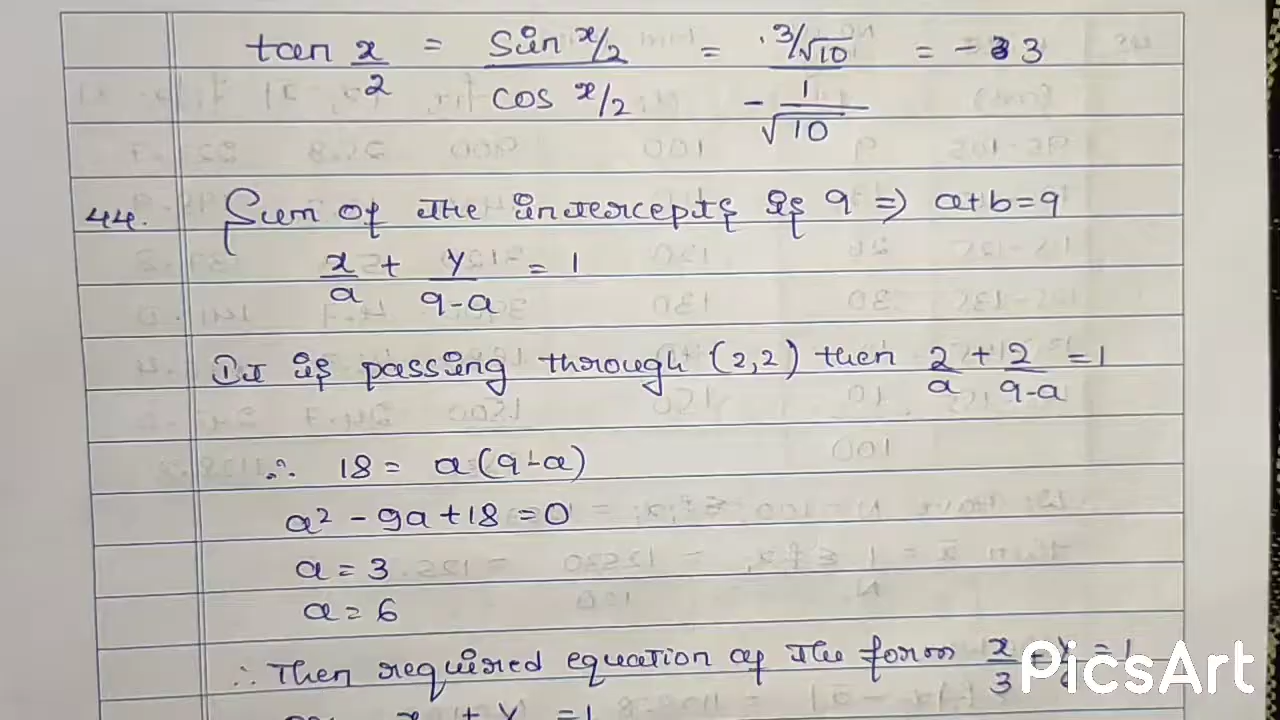 tan x/2 = sin x/2 / cos x/2 = 3/√10 / -1/√10 = - 3
44. Sum of the intercepts is 9 => a+b=9
x/a + y/9-a = 1
It is passing through (2,2) then 2/a + 2/9-a = 1
∴ 18 = a(9-a)
a² - 9a + 18 = 0
a = 3
a = 6
∴ Then required equation of the form x/3 + y = 1
x + y = 1
PicsArt